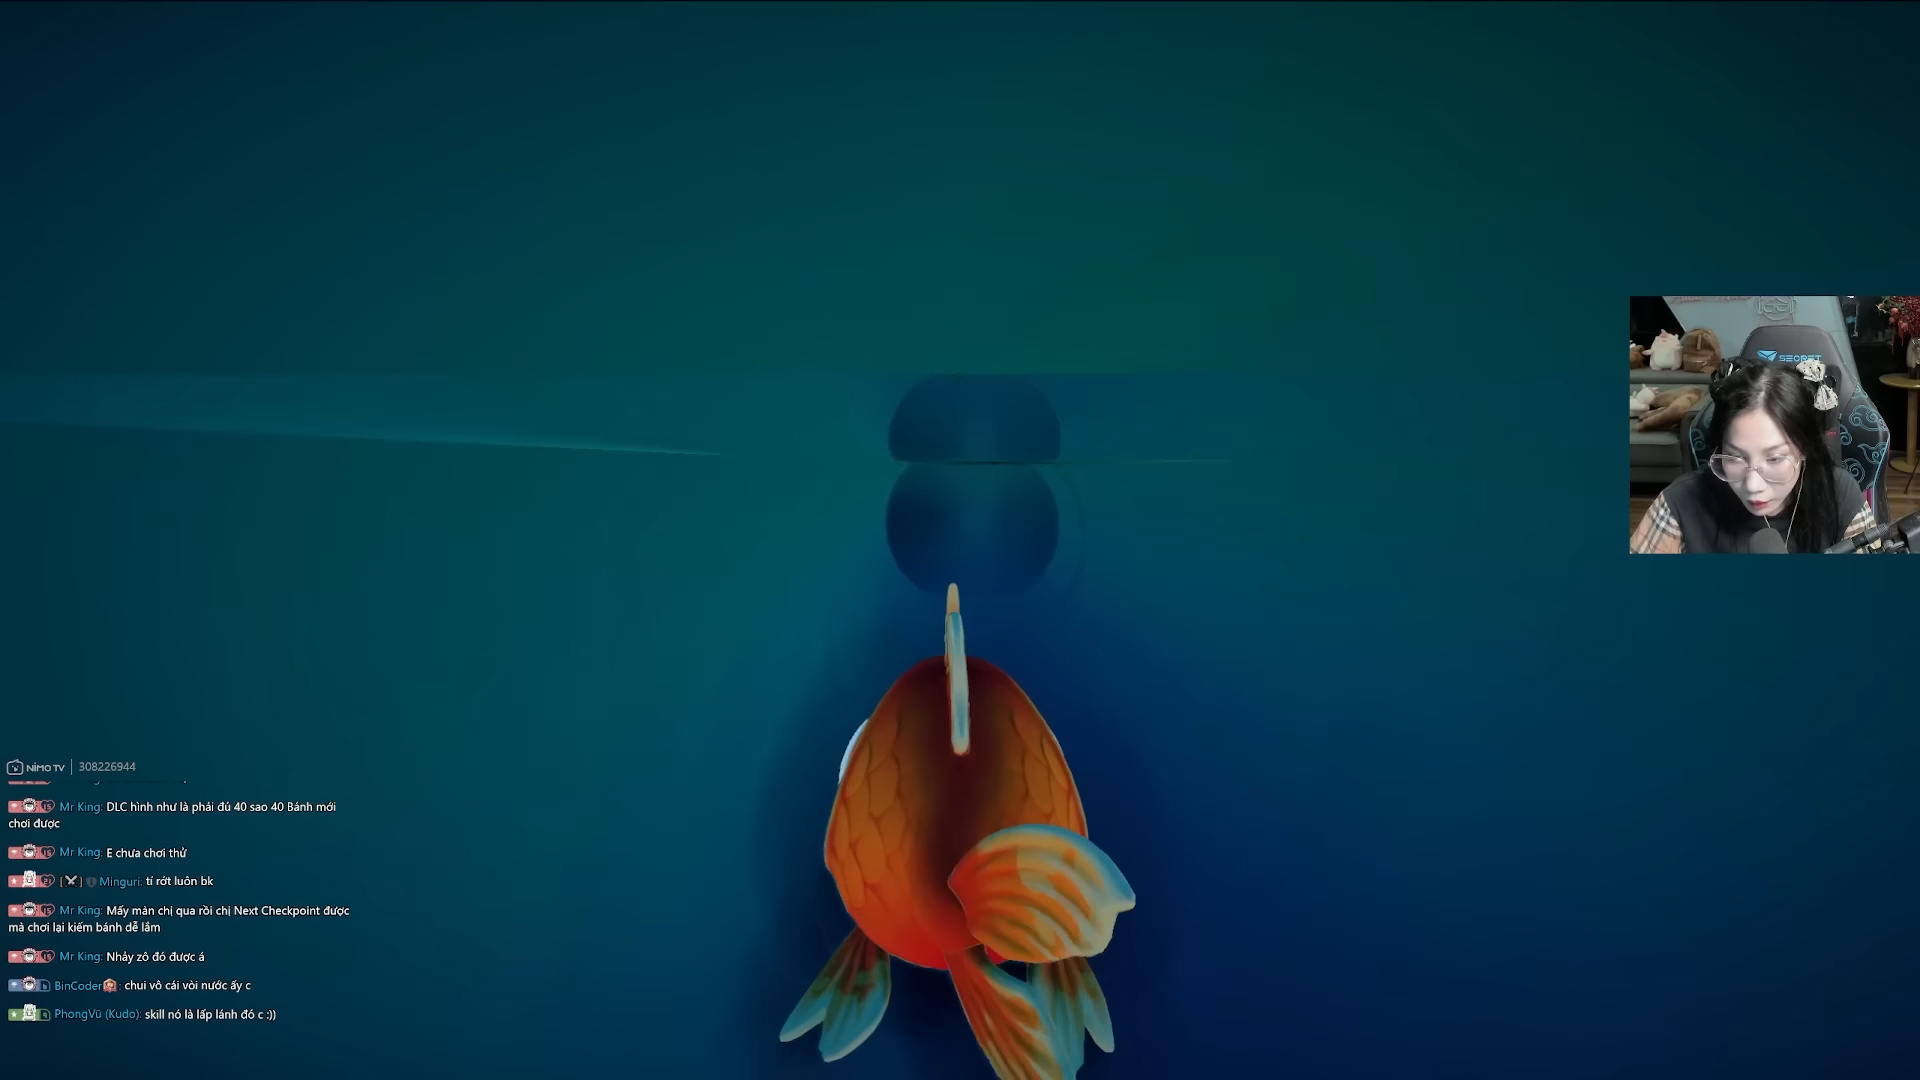 SECRET
NIMO TV | 308226944
Mr King: DLC hình như là phải đủ 40 sao 40 Bánh mới
chơi được
Mr King: E chưa chơi thử
Minguri: tí rớt luôn bk
Mr King: Mấy màn chị qua rồi chị Next Checkpoint được
mà chơi lại kiếm bánh dễ lắm
Mr King: Nhảy zô đó được á
BinCoder: chui vô cái vòi nước ấy c
PhongVũ (Kudo): skill nó là lấp lánh đó c :))